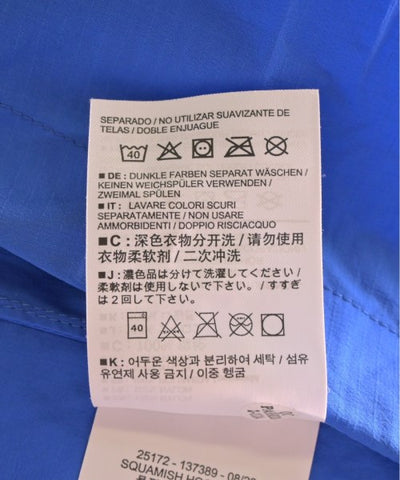 SEPARADO / NO UTILIZAR SUAVIZANTE DE
TELAS / DOBLE ENJUAGUE
40
■ DE : DUNKLE FARBEN SEPARAT WÄSCHEN /
KEINEN WEICHSPÜLER VERWENDEN /
ZWEIMAL SPÜLEN
■ IT : LAVARE COLORI SCURI
SEPARATAMENTE / NON USARE
AMMORBIDENTI / DOPPIO RISCIACQUO
■ C : 深色衣物分开洗 / 请勿使用
衣物柔软剂 / 二次冲洗
■ J : 濃色品は分けて洗濯してください /
柔軟剤は使用しないで下さい。/ すすぎ
は2回して下さい。
40
■ K : 어두운 색상과 분리하여 세탁 / 섬유
유연제 사용 금지 / 이중 헹굼
25172 - 137389 - 08/20
SQUAMISH